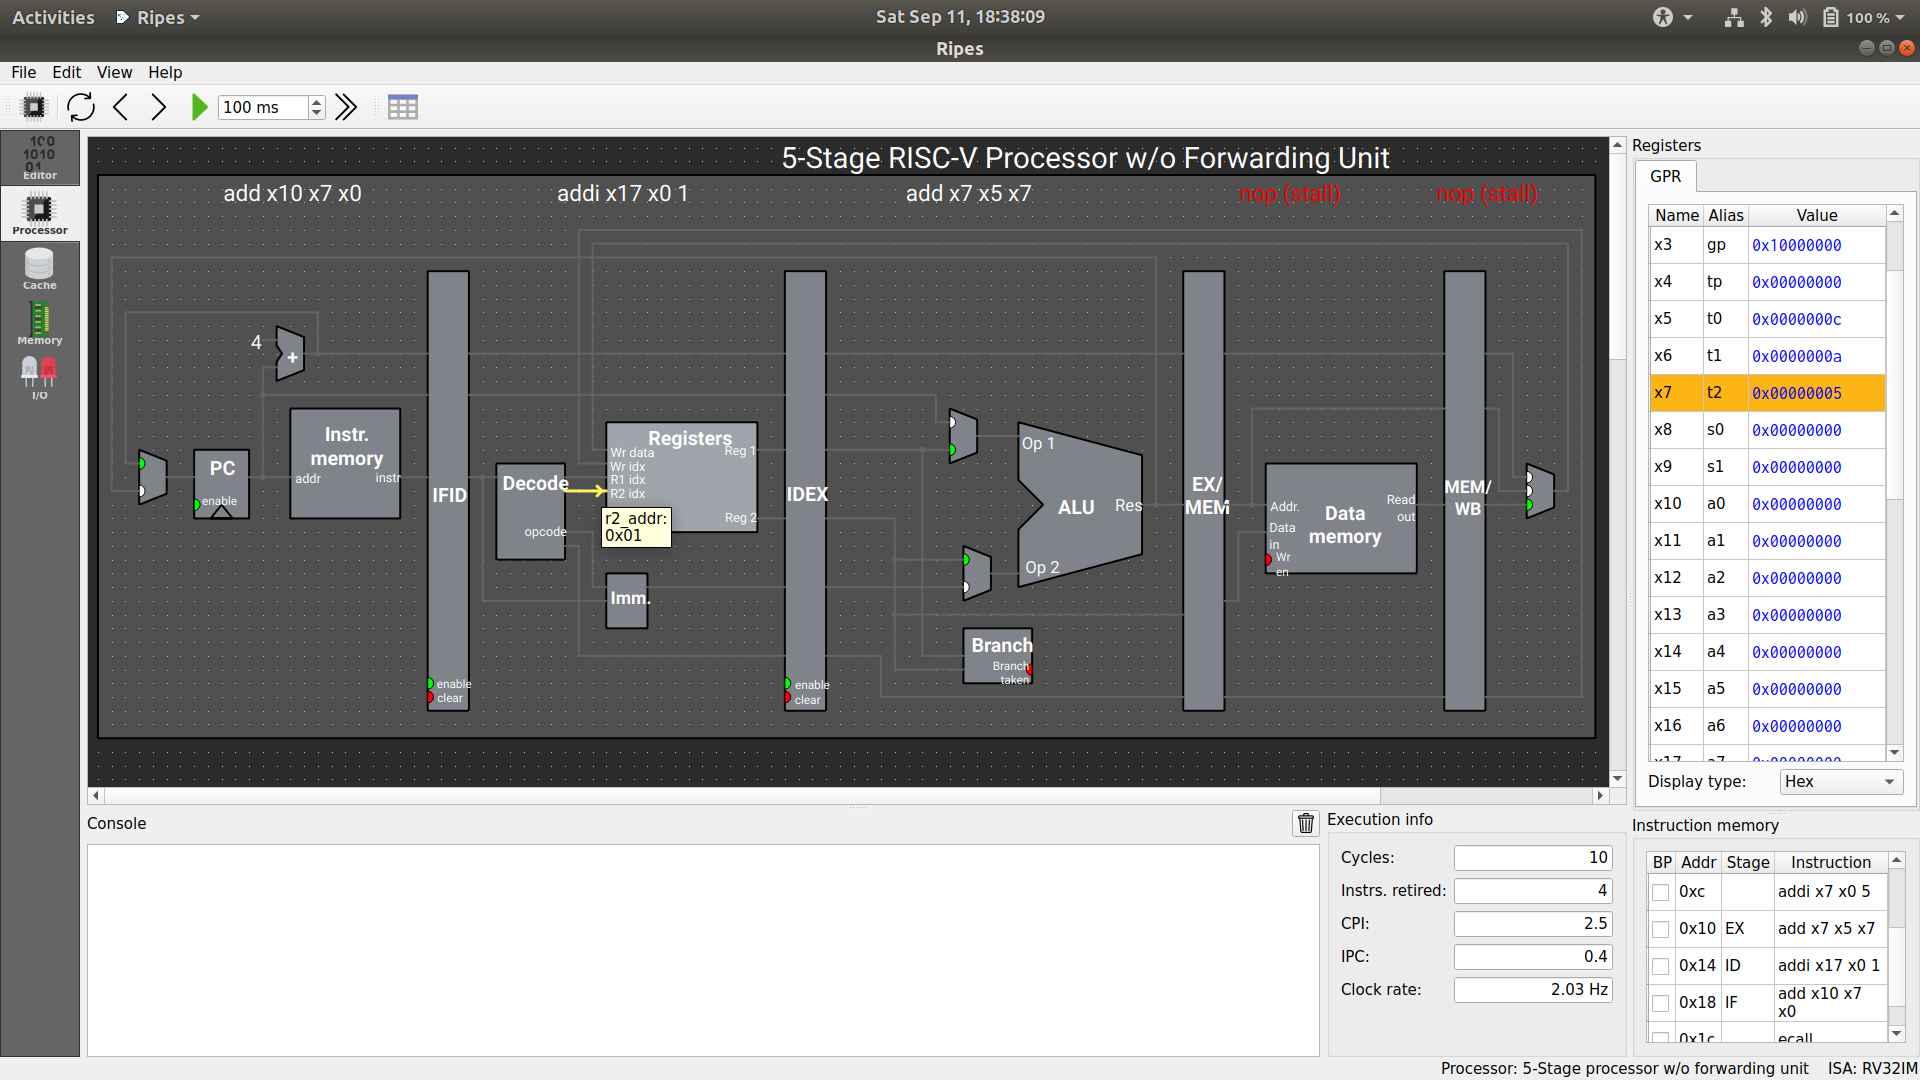 Activities
Ripes
Sat Sep 11, 18:38:09
100 %
Ripes
File Edit View Help
100 ms
Editor
Processor
Cache
Memory
I/O
5-Stage RISC-V Processor w/o Forwarding Unit
add x10 x7 x0
addi x17 x0 1
add x7 x5 x7
nop (stall)
nop (stall)
4
+
PC
enable
Instr.
memory
addr
instr
IFID
enable
clear
Decode
opcode
Registers
Wr data
Wr idx
R1 idx
R2 idx
Reg 1
Reg 2
r2_addr:
0x01
Imm.
IDEX
enable
clear
Op 1
ALU
Res
Op 2
Branch
Branch
taken
EX/
MEM
Addr.
Data
in
Wr
en
Data
memory
Read
out
MEM/
WB
Registers
GPR
Name Alias Value
x3 gp 0x10000000
x4 tp 0x00000000
x5 t0 0x0000000c
x6 t1 0x0000000a
x7 t2 0x00000005
x8 s0 0x00000000
x9 s1 0x00000000
x10 a0 0x00000000
x11 a1 0x00000000
x12 a2 0x00000000
x13 a3 0x00000000
x14 a4 0x00000000
x15 a5 0x00000000
x16 a6 0x00000000
x17 a7 0x00000000
Display type: Hex
Console
Execution info
Cycles: 10
Instrs. retired: 4
CPI: 2.5
IPC: 0.4
Clock rate: 2.03 Hz
Instruction memory
BP Addr Stage Instruction
0xc addi x7 x0 5
0x10 EX add x7 x5 x7
0x14 ID addi x17 x0 1
0x18 IF add x10 x7
x0
0x1c ecall
Processor: 5-Stage processor w/o forwarding unit ISA: RV32IM